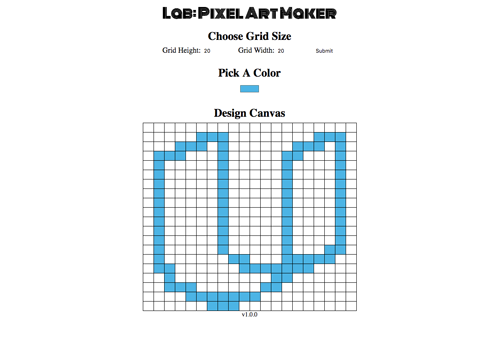 Lab: Pixel Art Maker
Choose Grid Size
Grid Height: 20 Grid Width: 20 Submit
Pick A Color
Design Canvas
v1.0.0